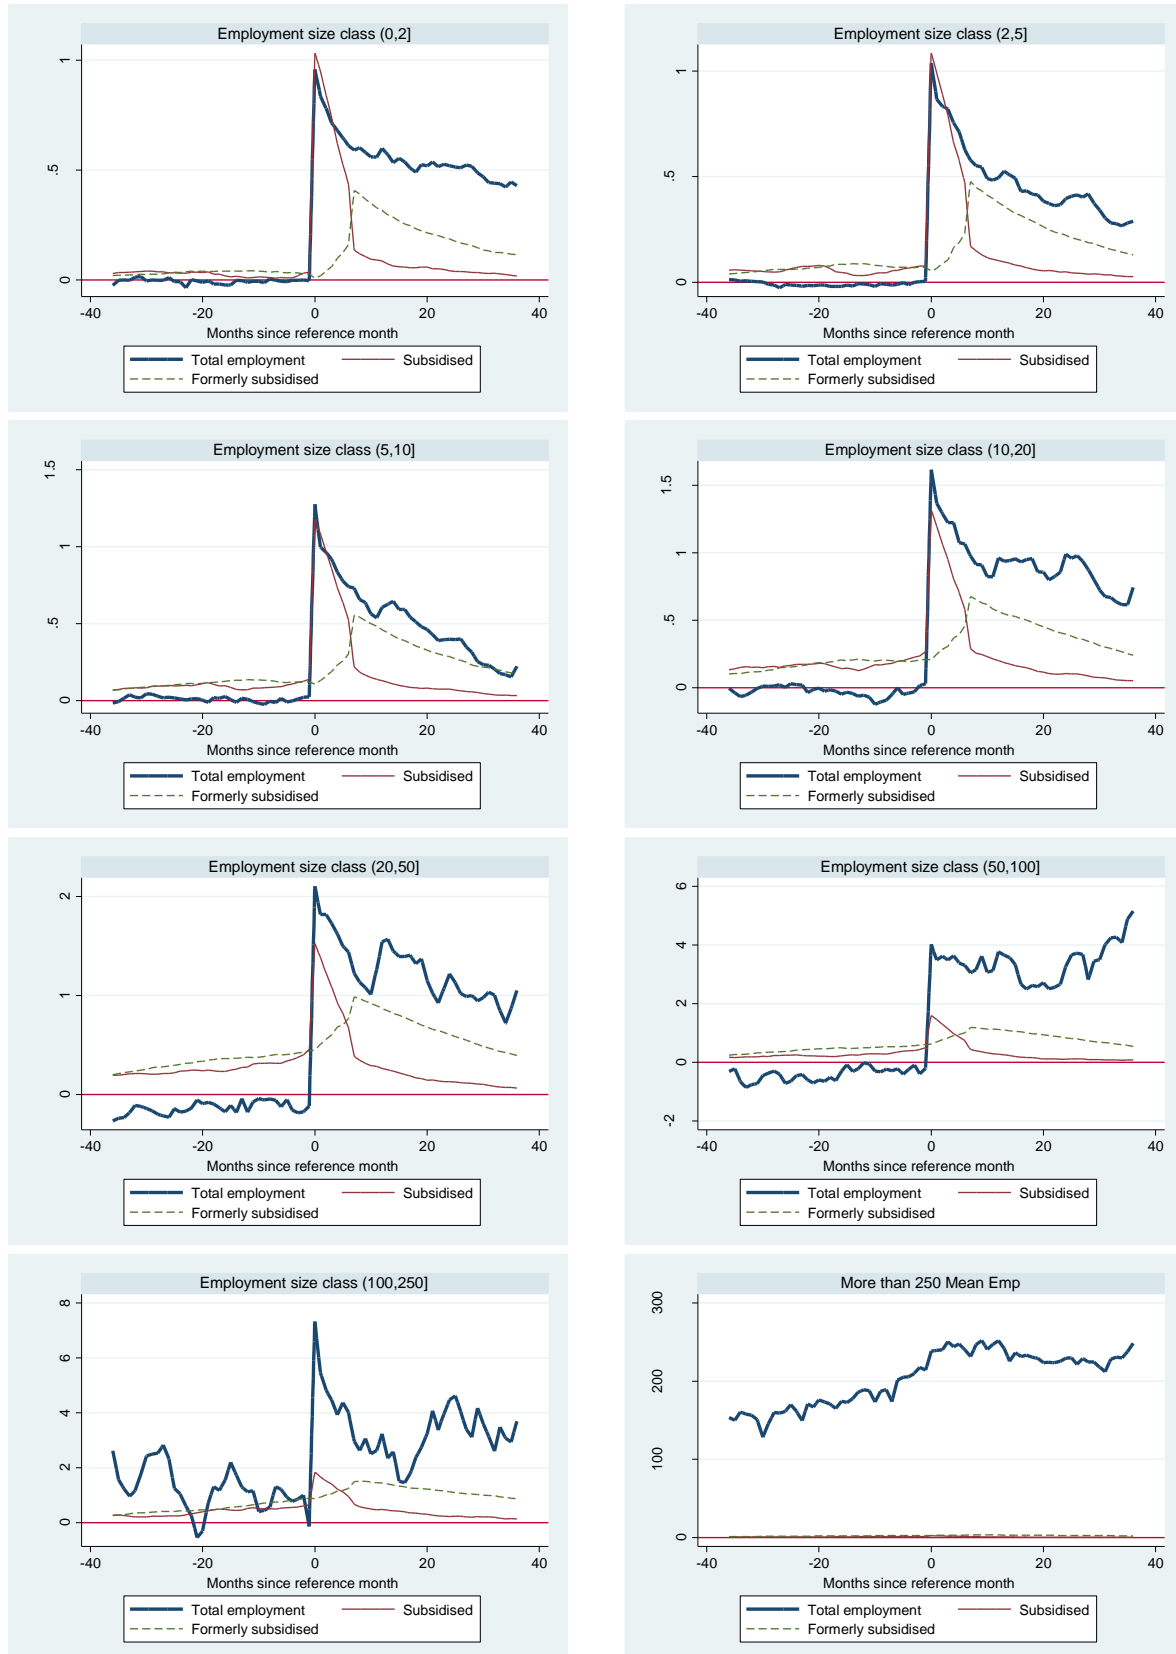 Employment size class (0,2]
1
.5
0
-40 -20 0 20 40
Months since reference month
Total employment Subsidised
Formerly subsidised
Employment size class (2,5]
1
.5
0
-40 -20 0 20 40
Months since reference month
Total employment Subsidised
Formerly subsidised
Employment size class (5,10]
1.5
1
.5
0
-40 -20 0 20 40
Months since reference month
Total employment Subsidised
Formerly subsidised
Employment size class (10,20]
1.5
1
.5
0
-40 -20 0 20 40
Months since reference month
Total employment Subsidised
Formerly subsidised
Employment size class (20,50]
2
1
0
-40 -20 0 20 40
Months since reference month
Total employment Subsidised
Formerly subsidised
Employment size class (50,100]
6
4
2
0
-2
-40 -20 0 20 40
Months since reference month
Total employment Subsidised
Formerly subsidised
Employment size class (100,250]
8
6
4
2
0
-40 -20 0 20 40
Months since reference month
Total employment Subsidised
Formerly subsidised
More than 250 Mean Emp
300
200
100
0
-40 -20 0 20 40
Months since reference month
Total employment Subsidised
Formerly subsidised